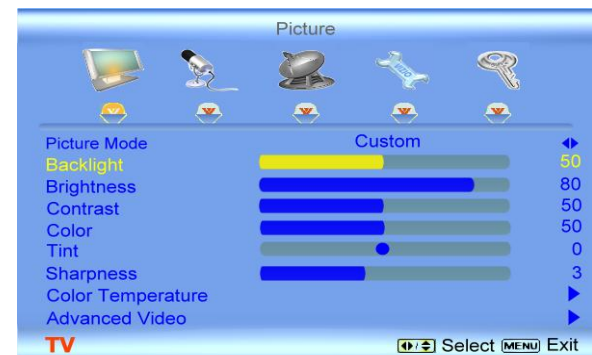 Picture
Picture Mode Custom
Backlight 50
Brightness 80
Contrast 50
Color 50
Tint 0
Sharpness 3
Color Temperature
Advanced Video
TV Select MENU Exit